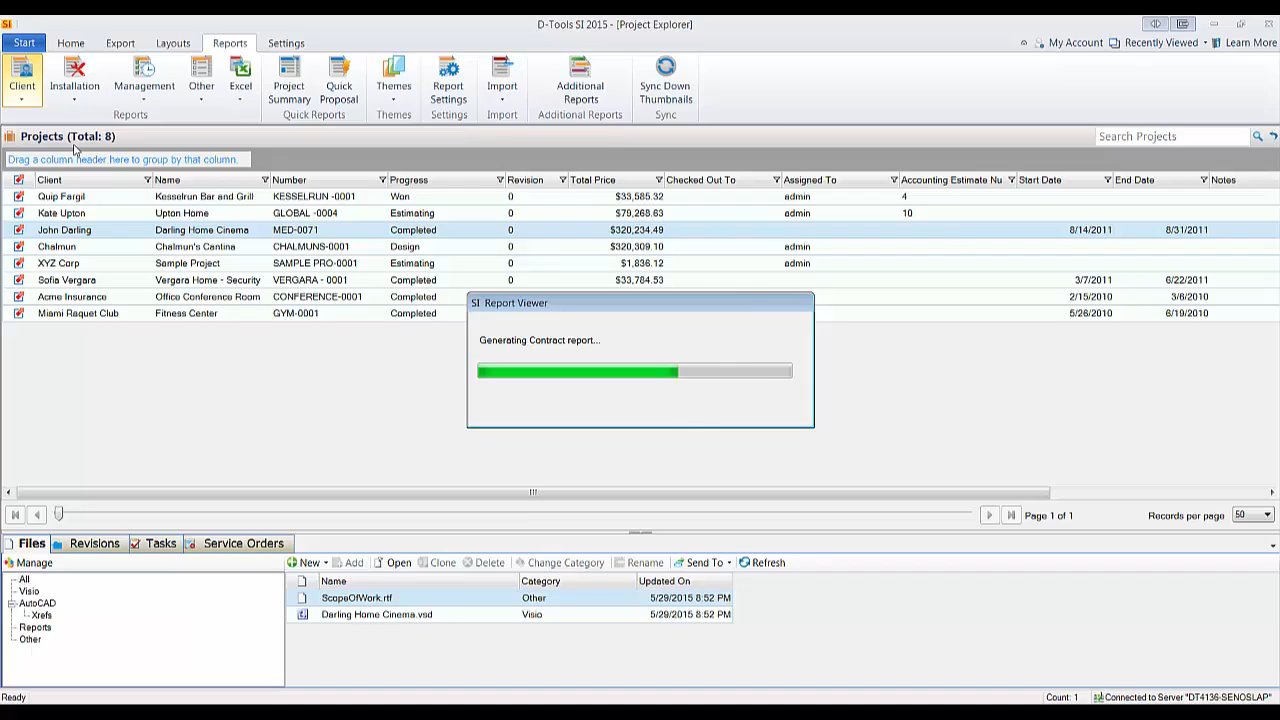 SI
D-Tools SI 2015 - [Project Explorer]
Start Home Export Layouts Reports Settings
My Account Recently Viewed Learn More
Client Installation Management Other Excel Project Summary Quick Proposal Themes Report Settings Import Additional Reports Sync Down Thumbnails
Reports Quick Reports Themes Settings Import Additional Reports Sync
Projects (Total: 8)
Search Projects
Drag a column header here to group by that column.
Client Name Number Progress Revision Total Price Checked Out To Assigned To Accounting Estimate Nu Start Date End Date Notes
Quip Fargil Kesselrun Bar and Grill KESSELRUN -0001 Won 0 $33,585.32 admin 4
Kate Upton Upton Home GLOBAL -0004 Estimating 0 $79,268.63 admin 10
John Darling Darling Home Cinema MED-0071 Completed 0 $320,234.49 8/14/2011 8/31/2011
Chalmun Chalmun's Cantina CHALMUNS-0001 Design 0 $320,309.10 admin
XYZ Corp Sample Project SAMPLE PRO-0001 Estimating 0 $1,836.12 admin
Sofia Vergara Vergara Home - Security VERGARA - 0001 Completed 0 $33,784.53 3/7/2011 6/22/2011
Acme Insurance Office Conference Room CONFERENCE-0001 Completed 2/15/2010 3/6/2010
Miami Raquet Club Fitness Center GYM-0001 Completed 5/26/2010 6/19/2010
SI Report Viewer
Generating Contract report...
Page 1 of 1 Records per page 50
Files Revisions Tasks Service Orders
Manage New Add Open Clone Delete Change Category Rename Send To Refresh
All
Visio
AutoCAD
Xrefs
Reports
Other
Name Category Updated On
ScopeOfWork.rtf Other 5/29/2015 8:52 PM
Darling Home Cinema.vsd Visio 5/29/2015 8:52 PM
Ready Count: 1 Connected to Server "DT4136-SENOSLAP"